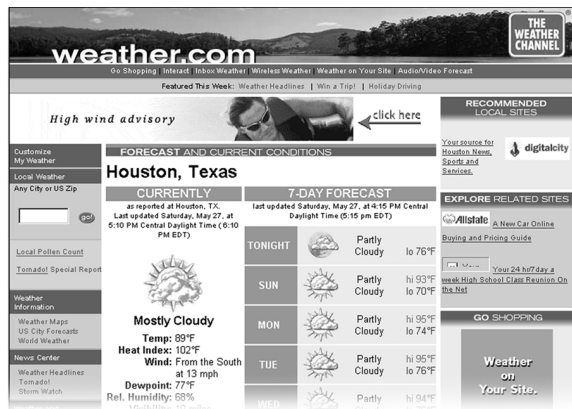 weather.com
THE
WEATHER
CHANNEL
Go Shopping | Interact | Inbox Weather | Wireless Weather | Weather on Your Site | Audio/Video Forecast
Featured This Week: Weather Headlines | Win a Trip! | Holiday Driving
High wind advisory
click here
RECOMMENDED
LOCAL SITES
Your source for
Houston News,
Sports and
Services.
digitalcity
Customize
My Weather
Local Weather
Any City or US Zip
go!
Local Pollen Count
Tornado! Special Report
Weather
Information
Weather Maps
US City Forecasts
World Weather
News Center
Weather Headlines
Tornado!
Storm Watch
FORECAST AND CURRENT CONDITIONS
Houston, Texas
CURRENTLY
as reported at Houston, TX.
Last updated Saturday, May 27, at
5:10 PM Central Daylight Time (6:10
PM EDT)
Mostly Cloudy
Temp: 89°F
Heat Index: 102°F
Wind: From the South
at 13 mph
Dewpoint: 77°F
Rel. Humidity: 68%
Visibility: 10 miles
7-DAY FORECAST
last updated Saturday, May 27, at 4:15 PM Central
Daylight Time (5:15 pm EDT)
TONIGHT Partly
Cloudy lo 76°F
SUN Partly hi 93°F
Cloudy lo 70°F
MON Partly hi 95°F
Cloudy lo 74°F
TUE Partly hi 95°F
Cloudy lo 76°F
WED Partly hi 94°F
EXPLORE RELATED SITES
Allstate A New Car Online
Buying and Pricing Guide
Your 24 hr/7day a
week High School Class Reunion On
the Net
GO SHOPPING
Weather
on
Your Site.